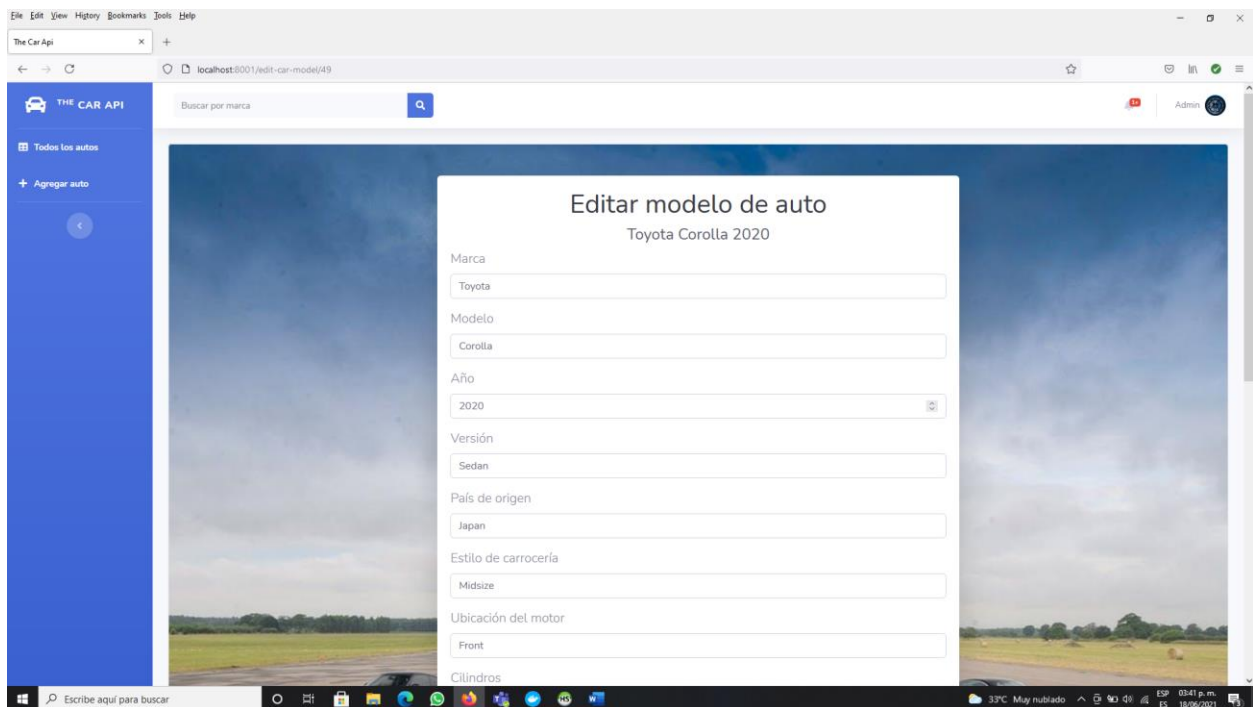 File Edit View History Bookmarks Tools Help
The Car Api
localhost:8001/edit-car-model/49
THE CAR API
Buscar por marca
Admin
Todos los autos
Agregar auto
Editar modelo de auto
Toyota Corolla 2020
Marca
Toyota
Modelo
Corolla
Año
2020
Versión
Sedan
País de origen
Japan
Estilo de carrocería
Midsize
Ubicación del motor
Front
Cilindros
Escribe aquí para buscar
33°C Muy nublado
ESP 03:41 p. m.
ES 18/06/2021